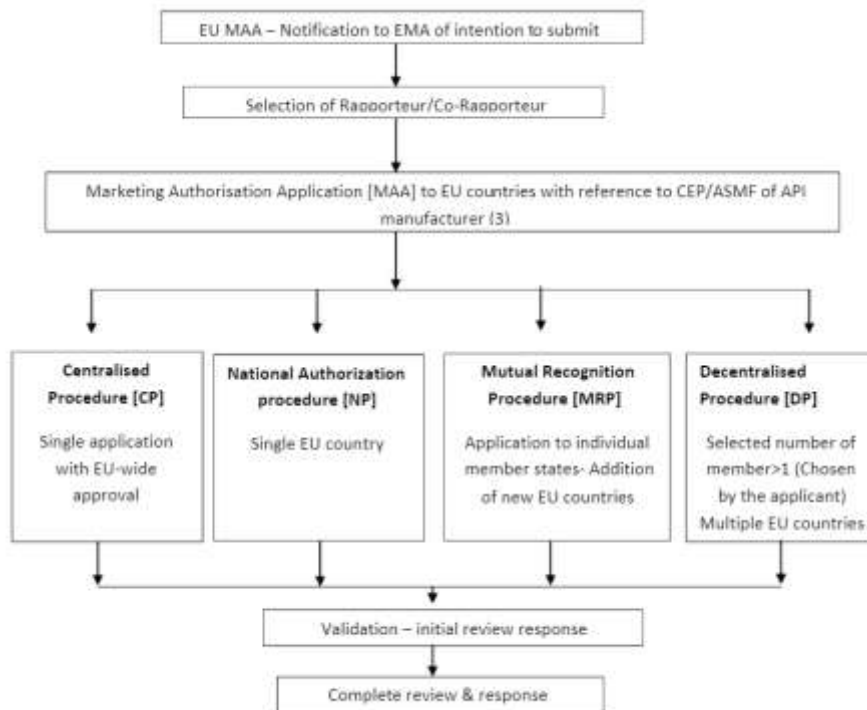 EU MAA – Notification to EMA of intention to submit
Selection of Rapporteur/Co-Rapporteur
Marketing Authorisation Application [MAA] to EU countries with reference to CEP/ASMF of API
manufacturer (3)
Centralised
Procedure [CP]
Single application
with EU-wide
approval
National Authorization
procedure [NP]
Single EU country
Mutual Recognition
Procedure [MRP]
Application to individual
member states- Addition
of new EU countries
Decentralised
Procedure [DP]
Selected number of
member>1 (Chosen
by the applicant)
Multiple EU countries
Validation – initial review response
Complete review & response